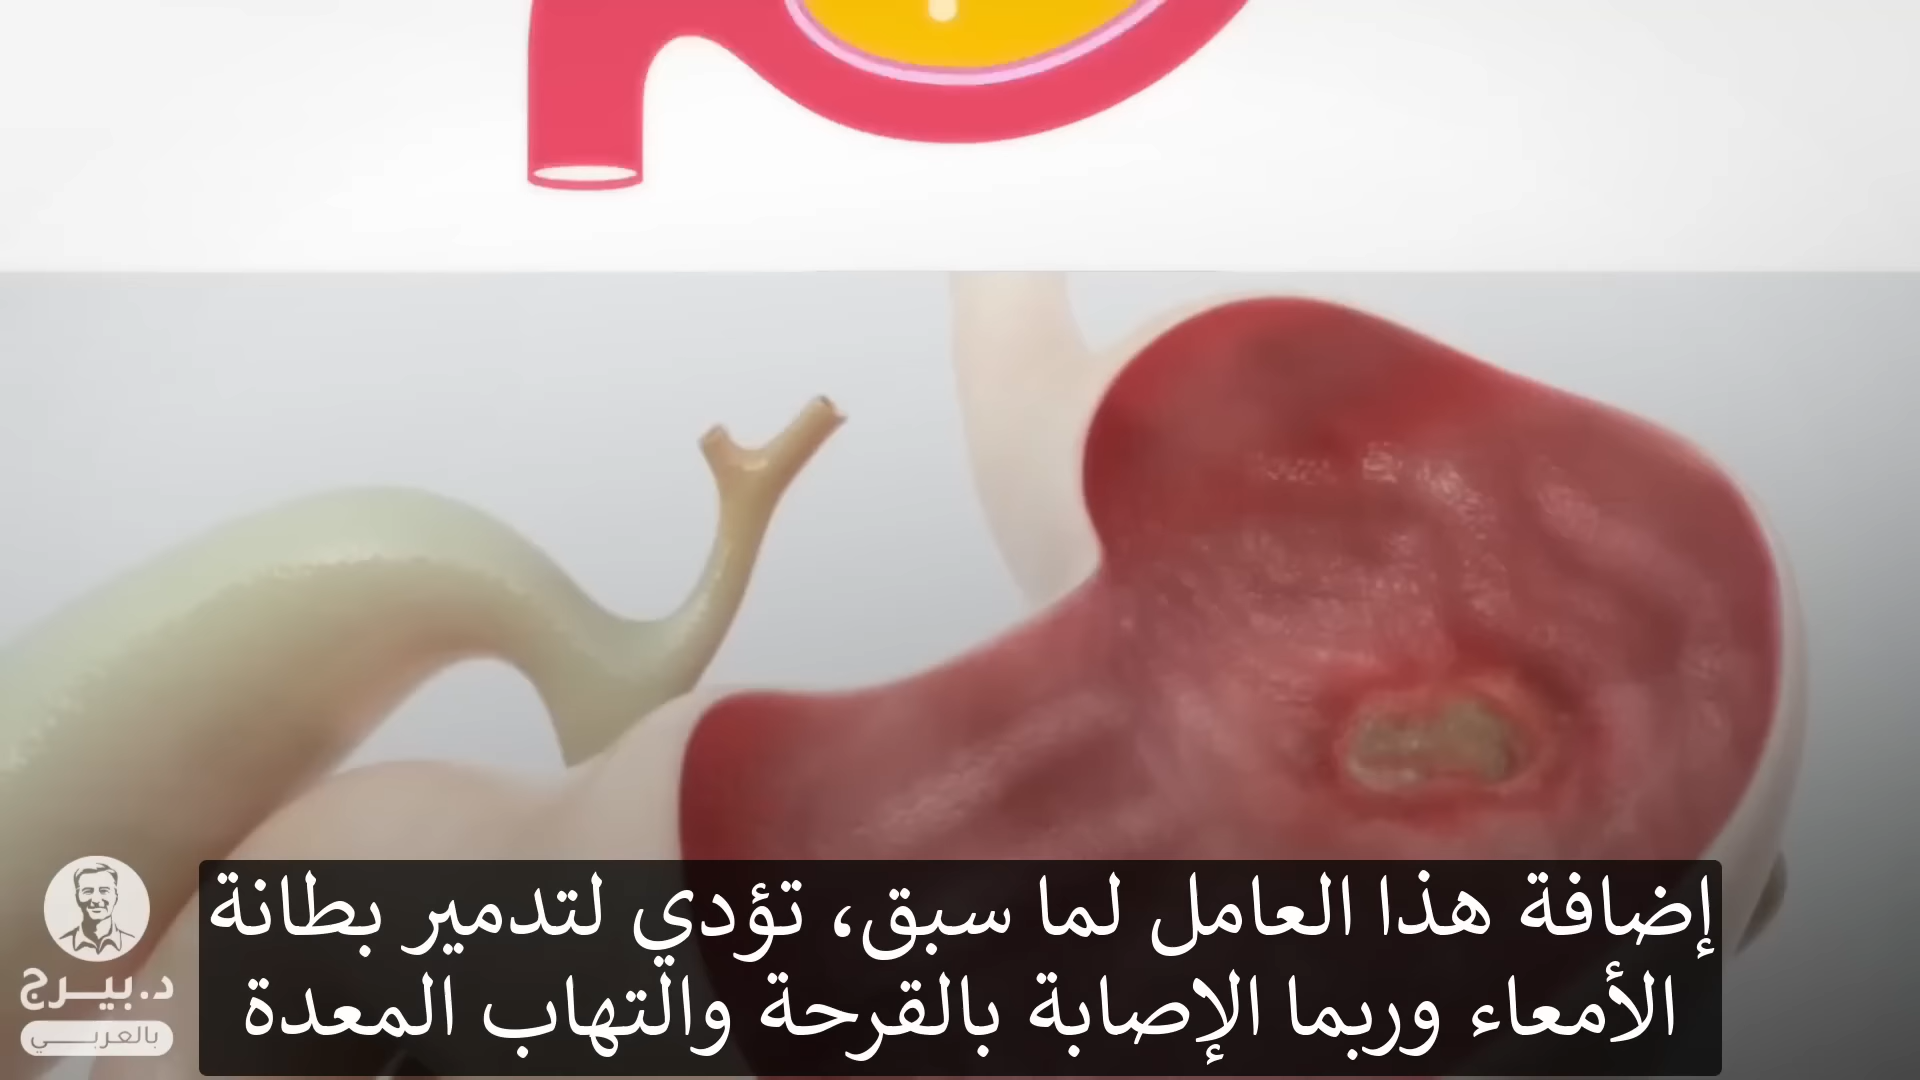 إضافة هذا العامل لما سبق، تؤدي لتدمير بطانة
الأمعاء وربما الإصابة بالقرحة والتهاب المعدة
د.بيرج
بالعربي